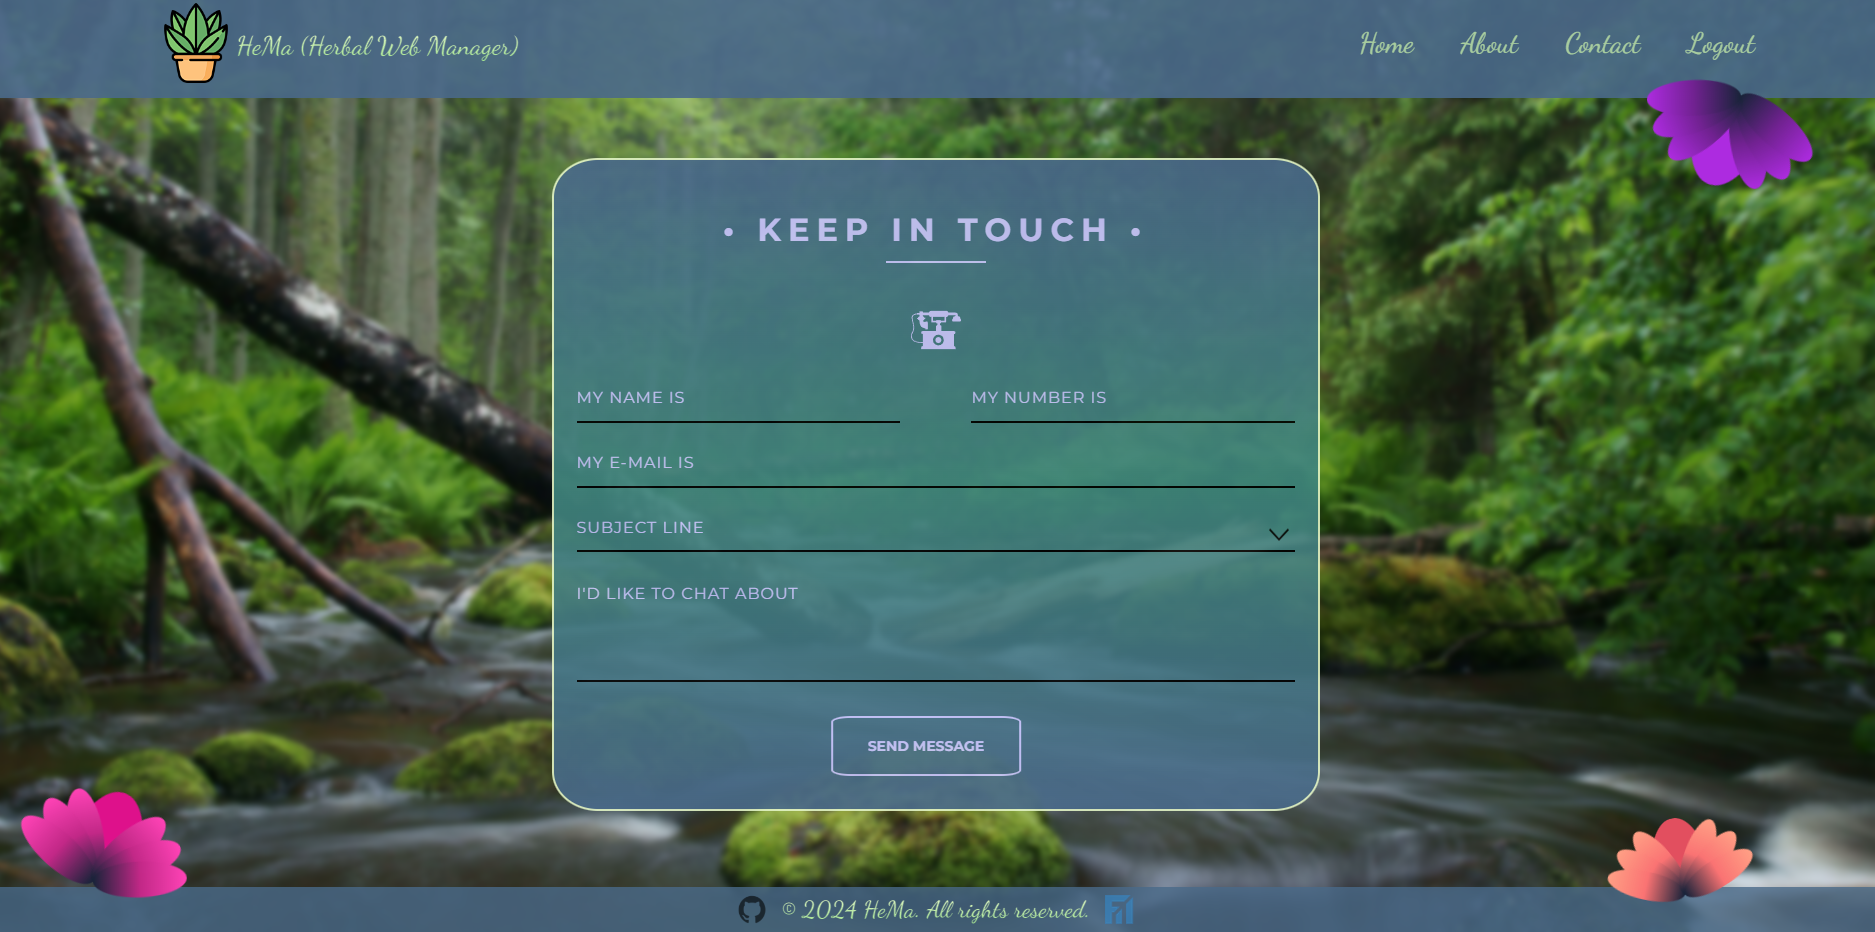 HeMa (Herbal Web Manager)
Home About Contact Logout
• KEEP IN TOUCH •
MY NAME IS
MY NUMBER IS
MY E-MAIL IS
SUBJECT LINE
I'D LIKE TO CHAT ABOUT
SEND MESSAGE
© 2024 HeMa. All rights reserved.